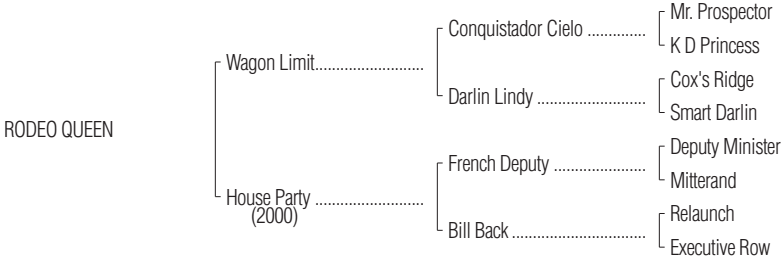 Mr. Prospector
Conquistador Cielo ..............
K D Princess
Wagon Limit..........................
Cox's Ridge
Darlin Lindy ..........................
Smart Darlin
RODEO QUEEN
Deputy Minister
French Deputy ......................
Mitterand
House Party ..........................
(2000)
Relaunch
Bill Back ................................
Executive Row